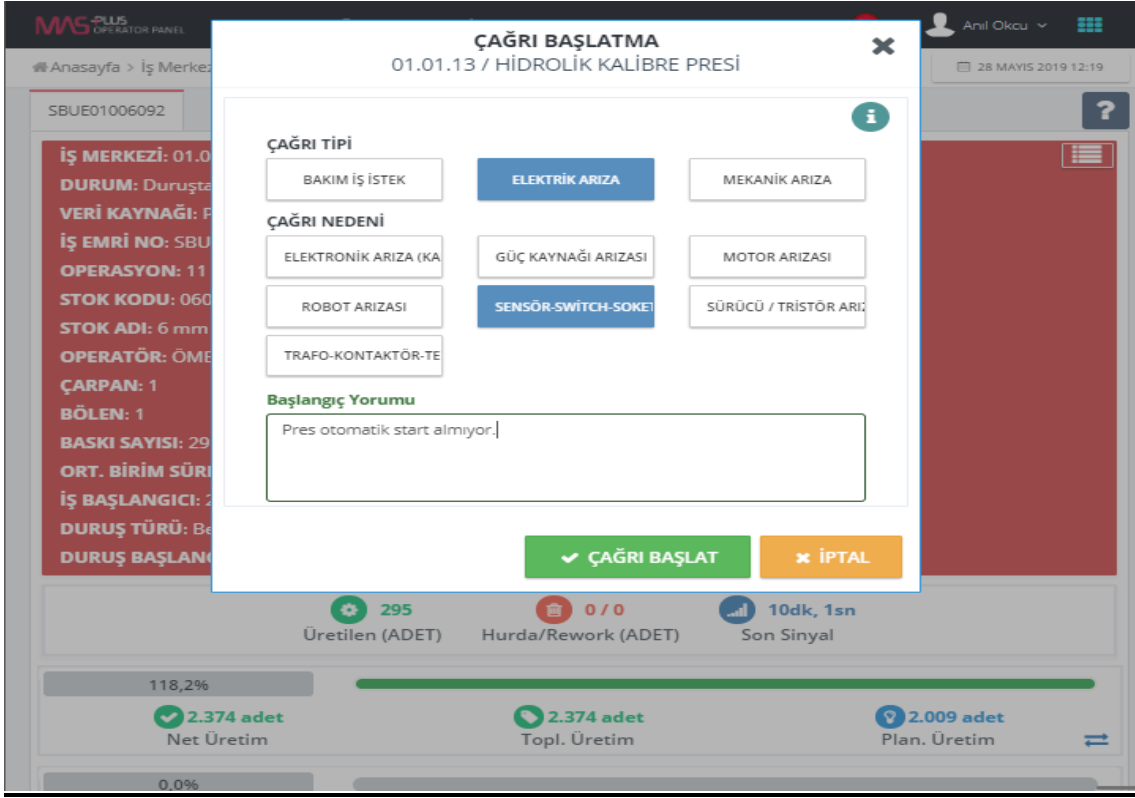 MAS PLUS
OPERATOR PANEL
Anıl Okcu
Anasayfa > İş Merkez
28 MAYIS 2019 12:19
ÇAĞRI BAŞLATMA
01.01.13 / HİDROLİK KALİBRE PRESİ
SBUE01006092
?
i
İŞ MERKEZİ: 01.0
DURUM: Duruşta
VERİ KAYNAĞI:
İŞ EMRİ NO: SBU
OPERASYON: 11
STOK KODU: 060
STOK ADI: 6 mm
OPERATÖR: ÖME
ÇARPAN: 1
BÖLEN: 1
BASKI SAYISI: 29
ORT. BİRİM SÜRE
İŞ BAŞLANGICI: 2
DURUŞ TÜRÜ: Be
DURUŞ BAŞLANG
ÇAĞRI TİPİ
BAKIM İŞ İSTEK
ELEKTRİK ARIZA
MEKANİK ARIZA
ÇAĞRI NEDENİ
ELEKTRONİK ARIZA (KA
GÜÇ KAYNAĞI ARIZASI
MOTOR ARIZASI
ROBOT ARIZASI
SENSÖR-SWİTCH-SOKET
SÜRÜCÜ / TRİSTÖR ARIZ
TRAFO-KONTAKTÖR-TE
Başlangıç Yorumu
Pres otomatik start almıyor.
ÇAĞRI BAŞLAT
İPTAL
295
Üretilen (ADET)
0 / 0
Hurda/Rework (ADET)
10dk, 1sn
Son Sinyal
118,2%
2.374 adet
Net Üretim
2.374 adet
Topl. Üretim
2.009 adet
Plan. Üretim
0,0%